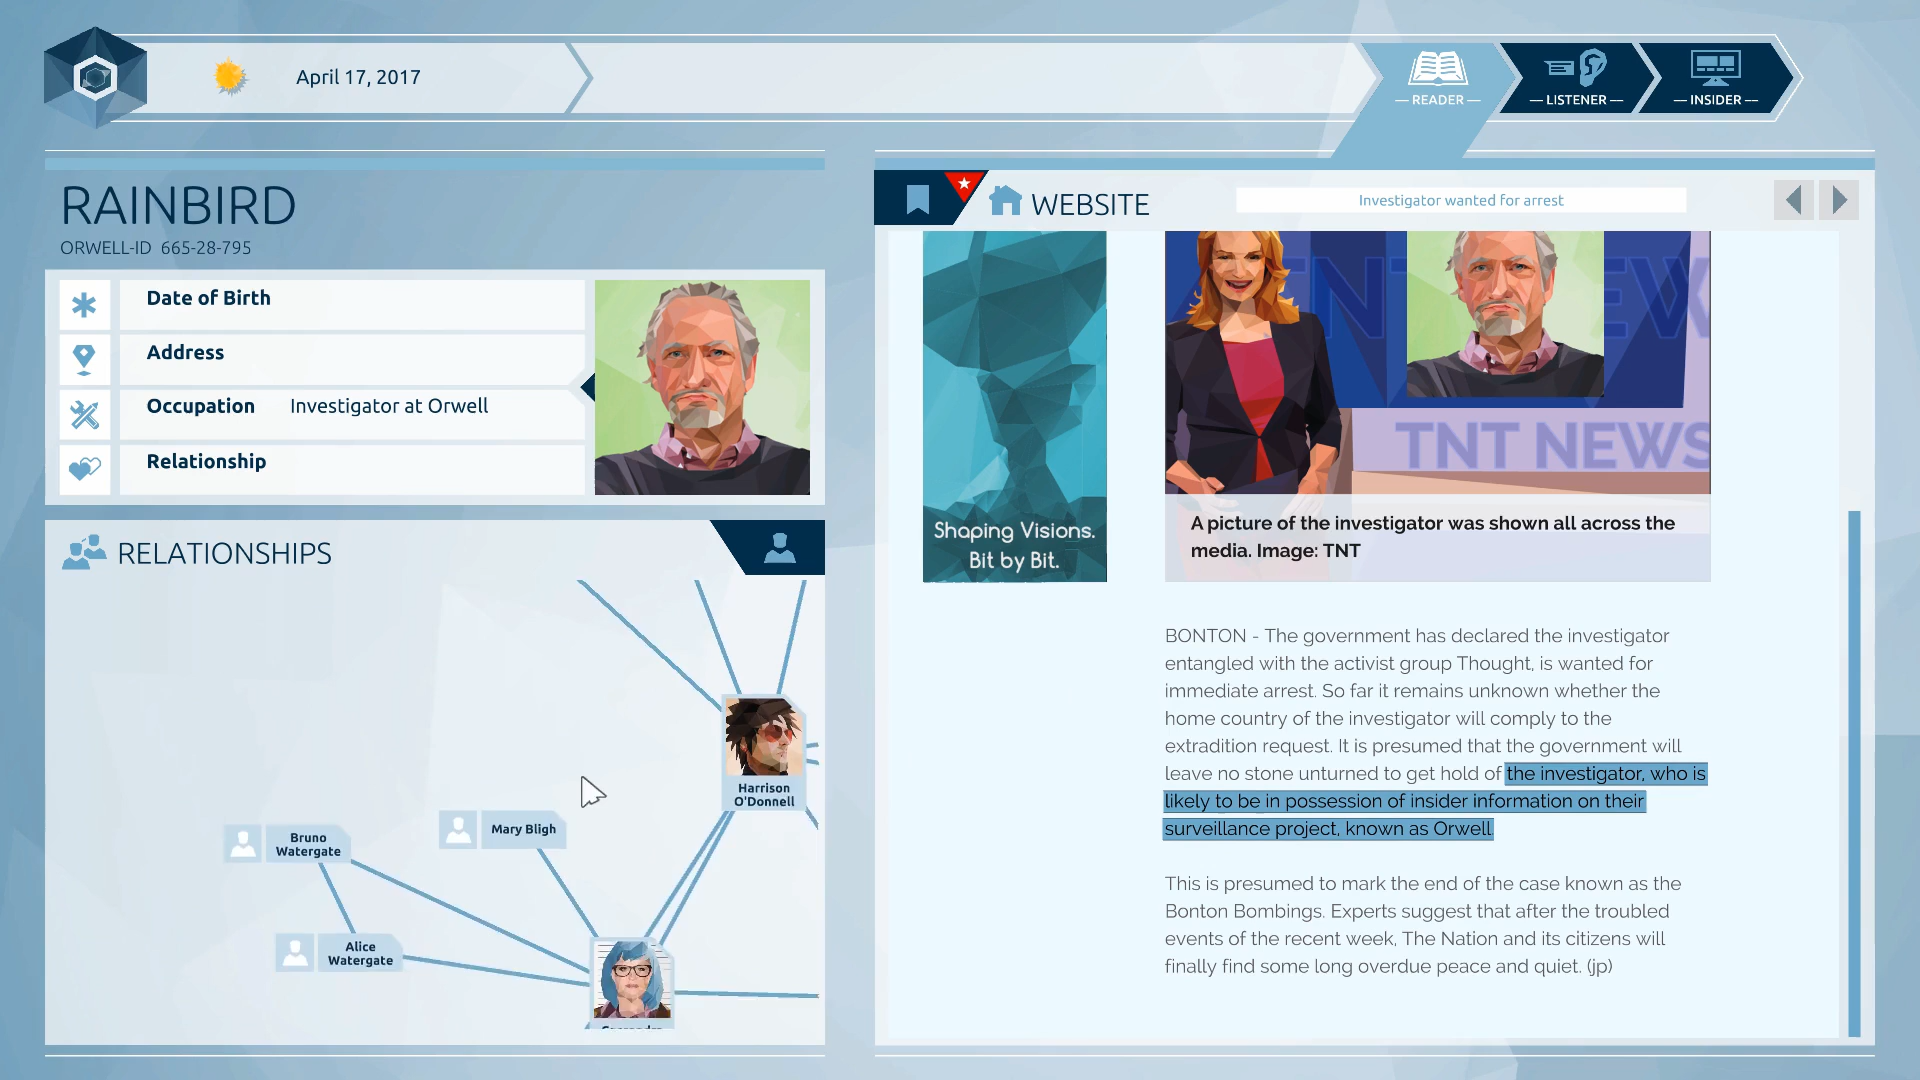 April 17, 2017
READER
LISTENER
INSIDER
RAINBIRD
ORWELL-ID 665-28-795
Date of Birth
Address
Occupation Investigator at Orwell
Relationship
RELATIONSHIPS
Harrison
O'Donnell
Bruno
Watergate
Mary Bligh
Alice
Watergate
WEBSITE
Investigator wanted for arrest
TNT NEWS
Shaping Visions.
Bit by Bit.
A picture of the investigator was shown all across the
media. Image: TNT
BONTON - The government has declared the investigator
entangled with the activist group Thought, is wanted for
immediate arrest. So far it remains unknown whether the
home country of the investigator will comply to the
extradition request. It is presumed that the government will
leave no stone unturned to get hold of the investigator, who is
likely to be in possession of insider information on their
surveillance project, known as Orwell.
This is presumed to mark the end of the case known as the
Bonton Bombings. Experts suggest that after the troubled
events of the recent week, The Nation and its citizens will
finally find some long overdue peace and quiet. (jp)